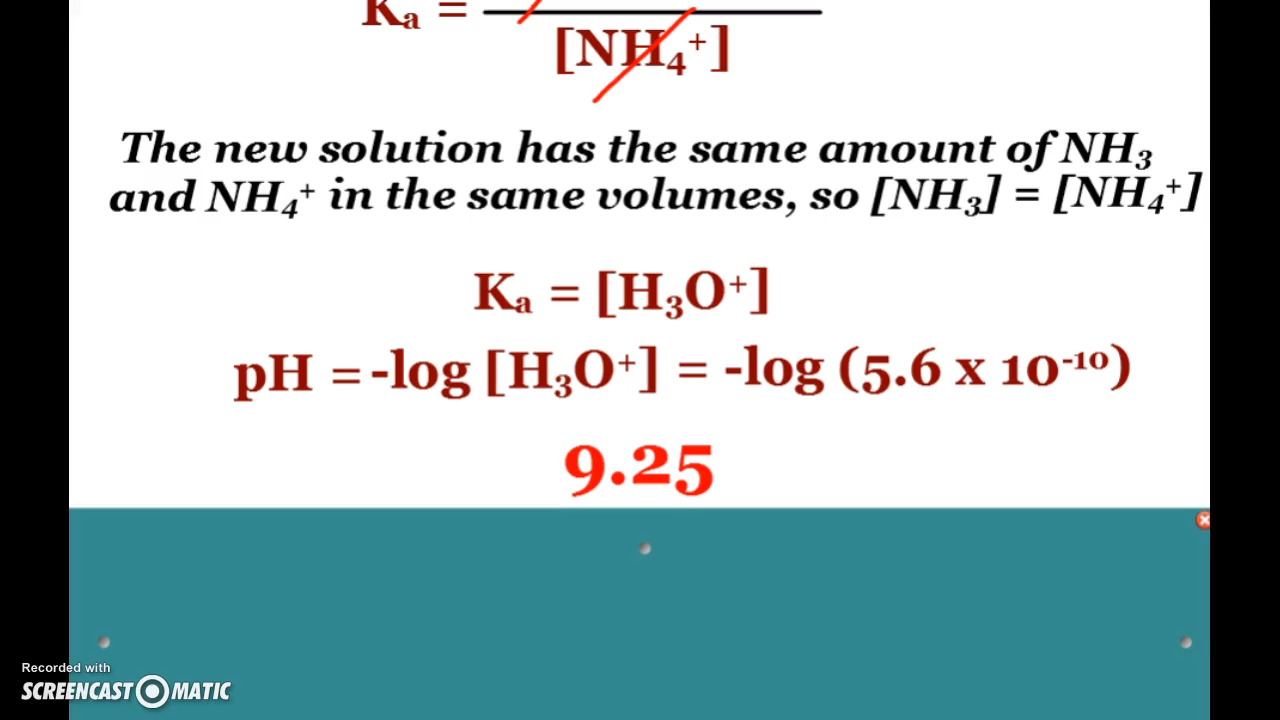 Kₐ =
[NH₄⁺]
The new solution has the same amount of NH₃
and NH₄⁺ in the same volumes, so [NH₃] = [NH₄⁺]
Kₐ = [H₃O⁺]
pH = -log [H₃O⁺] = -log (5.6 x 10⁻¹⁰)
9.25
Recorded with
SCREENCAST O MATIC